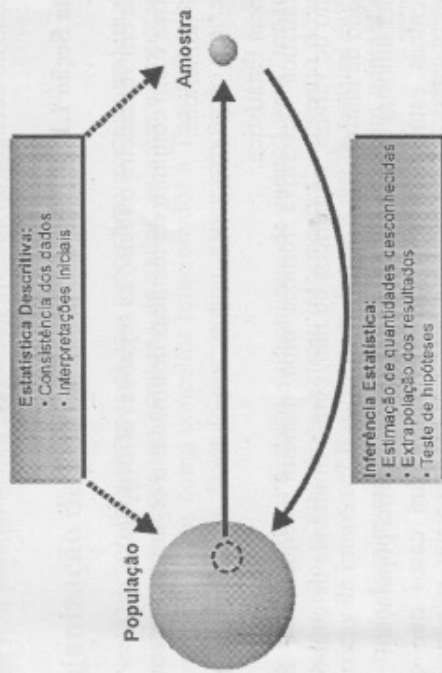 Estatística Descritiva:
• Consistência dos dados
• Interpretações iniciais
População
Amostra
Inferência Estatística:
• Estimação de quantidades desconhecidas
• Extrapolação dos resultados
• Teste de hipóteses